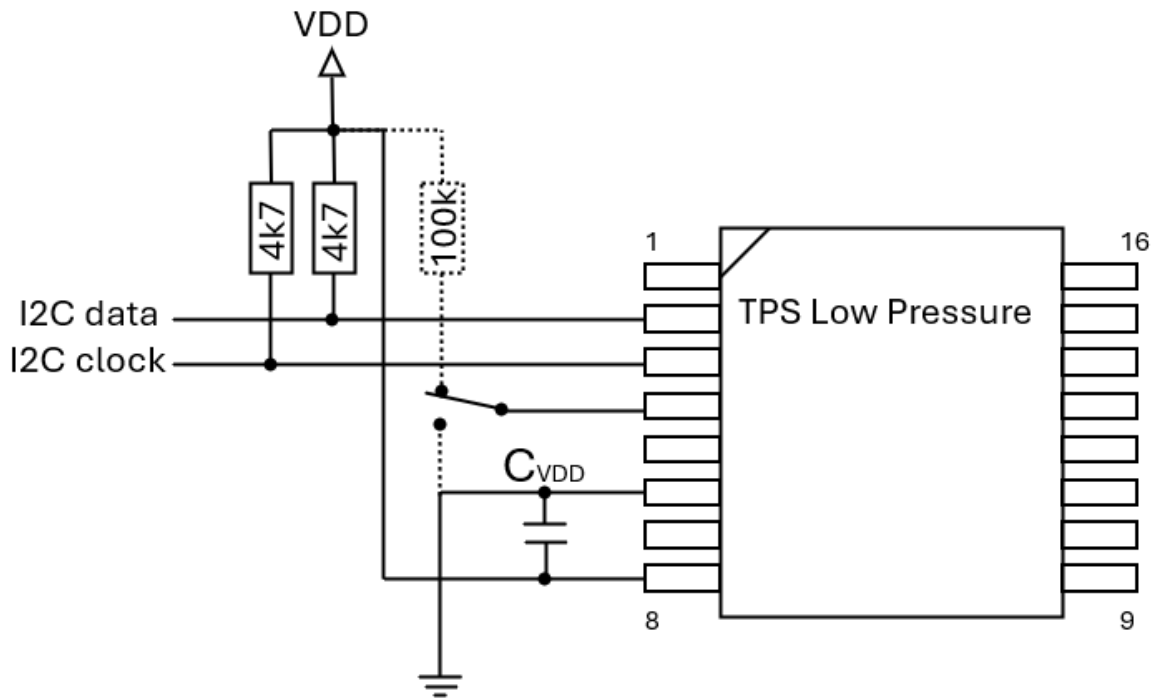 VDD
4k7
4k7
100k
1
16
I2C data
TPS Low Pressure
I2C clock
CVDD
8
9